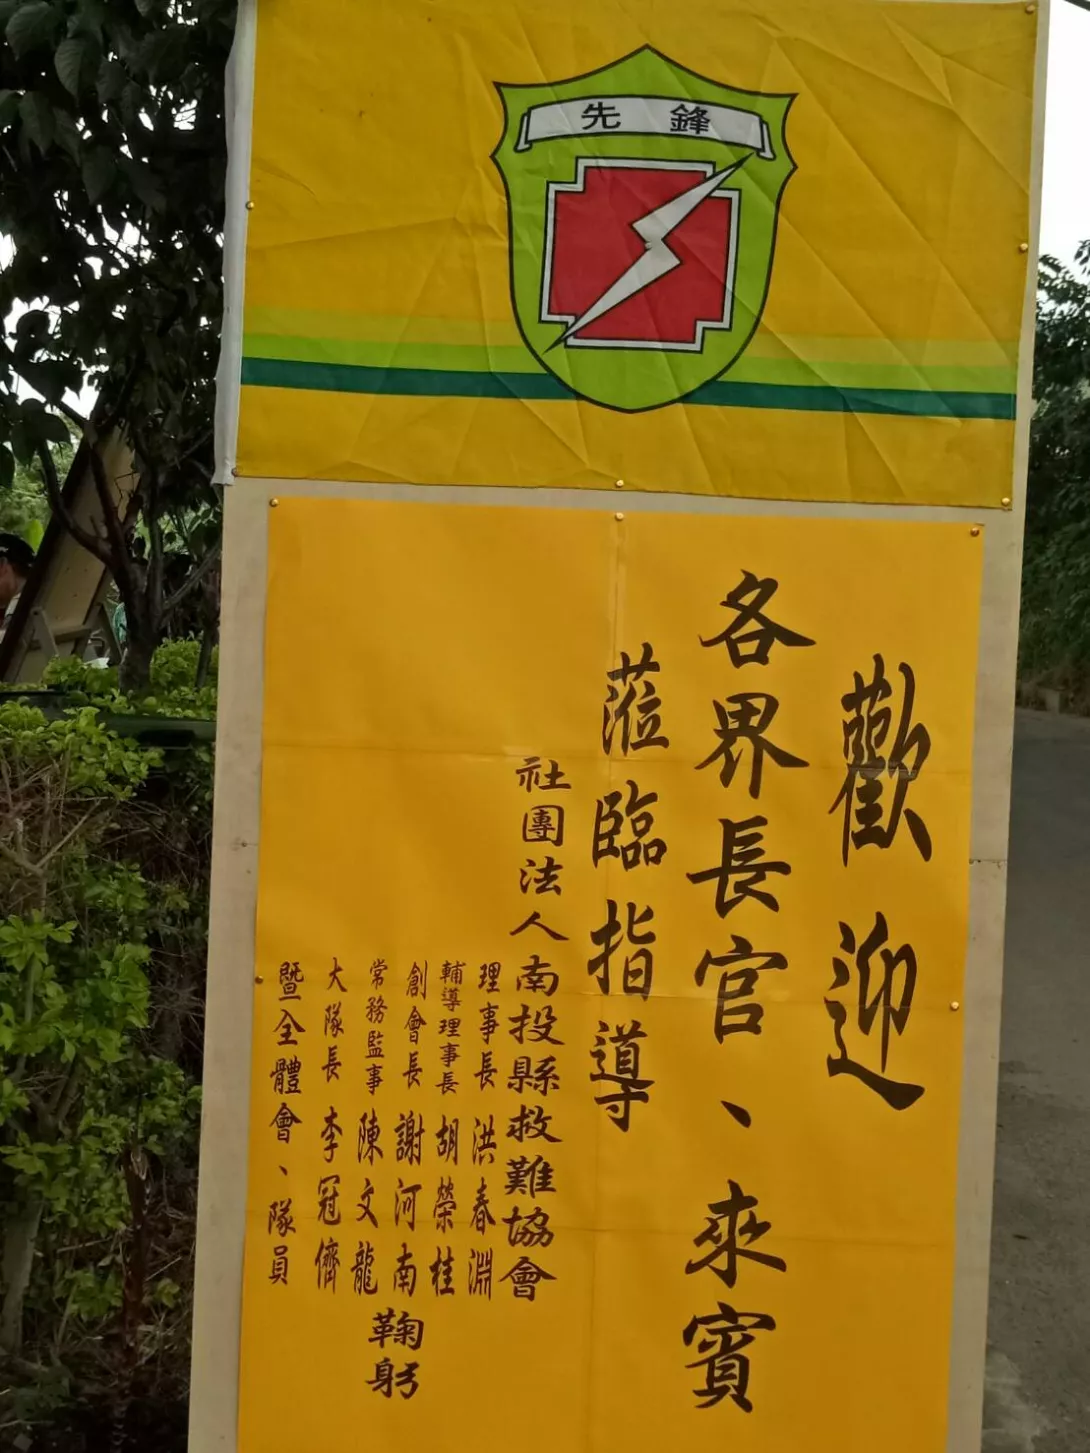 先鋒
歡迎
各界長官、來賓
蒞臨指導
社團法人南投縣救難協會
理事長 洪春淵
輔導理事長 胡榮桂
創會長 謝河南
常務監事 陳文龍
大隊長 李冠儕
暨全體會、隊員
鞠躬